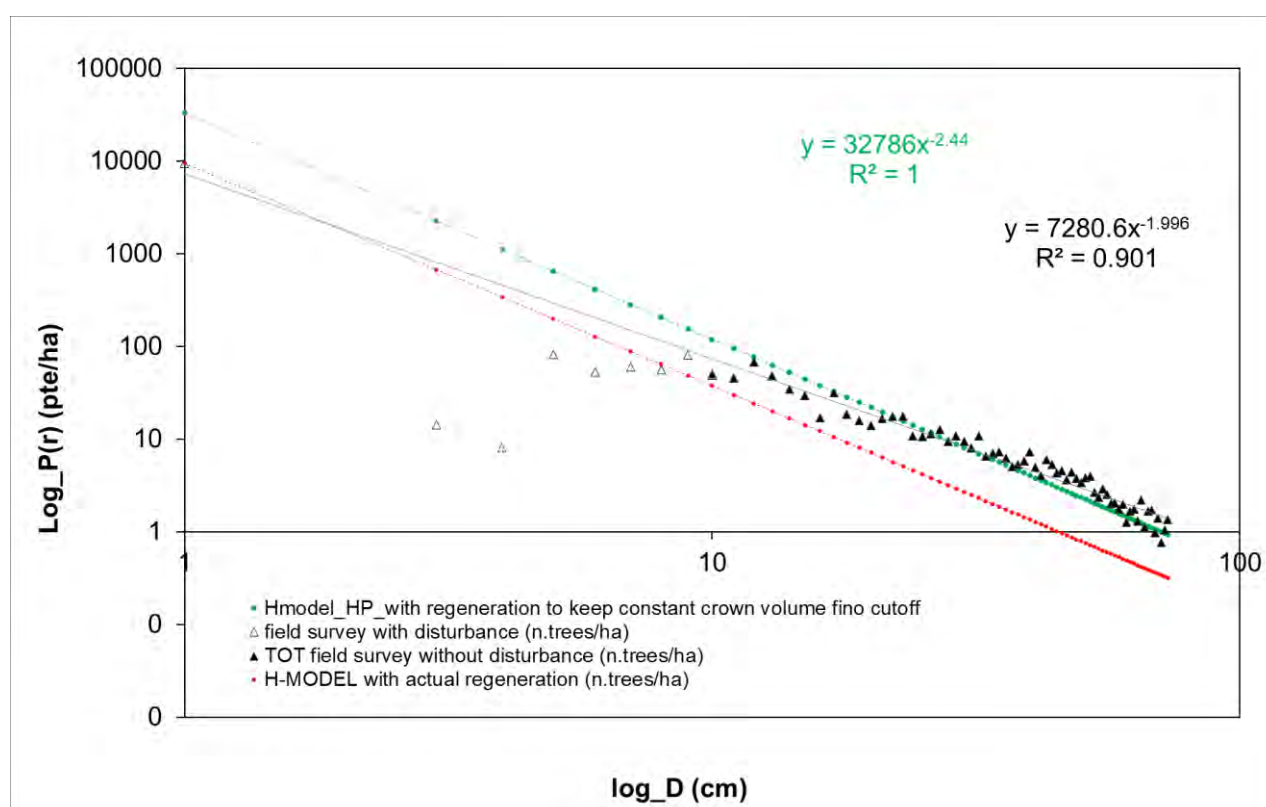 100000
10000
1000
100
10
1
0
0
1
10
100
Log_P(r) (pte/ha)
log_D (cm)
y = 32786x^-2.44
R² = 1
y = 7280.6x^-1.996
R² = 0.901
Hmodel_HP_with regeneration to keep constant crown volume fino cutoff
field survey with disturbance (n.trees/ha)
TOT field survey without disturbance (n.trees/ha)
H-MODEL with actual regeneration (n.trees/ha)